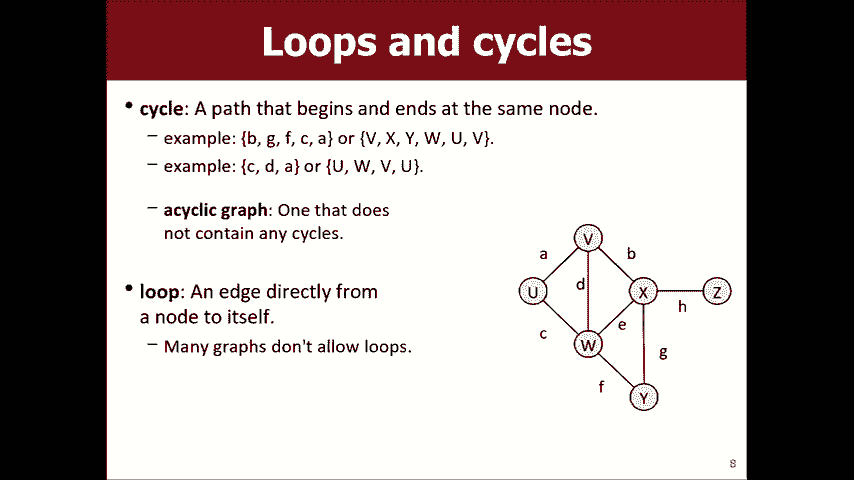 Loops and cycles
• cycle: A path that begins and ends at the same node.
– example: {b, g, f, c, a} or {V, X, Y, W, U, V}.
– example: {c, d, a} or {U, W, V, U}.
– acyclic graph: One that does
not contain any cycles.
• loop: An edge directly from
a node to itself.
– Many graphs don't allow loops.
V
a
b
U
d
X
Z
h
c
e
W
g
f
Y
8